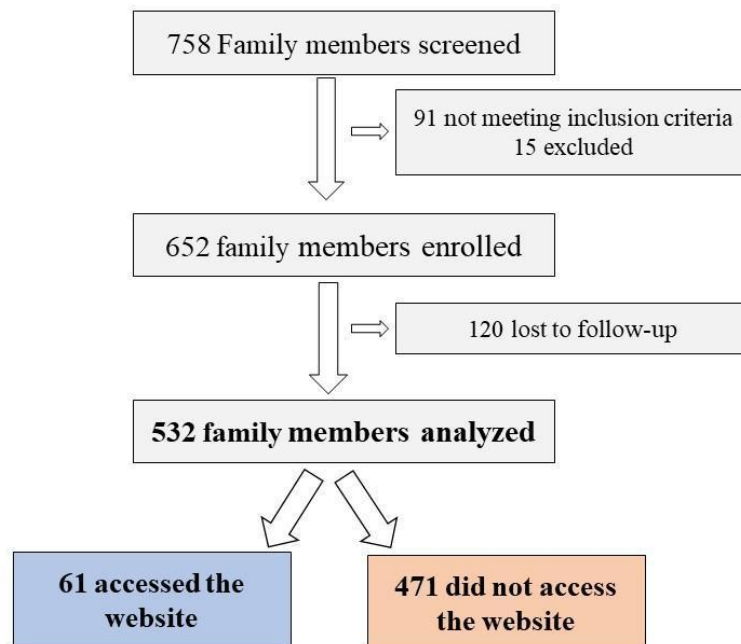 758 Family members screened
91 not meeting inclusion criteria
15 excluded
652 family members enrolled
120 lost to follow-up
532 family members analyzed
61 accessed the
website
471 did not access
the website